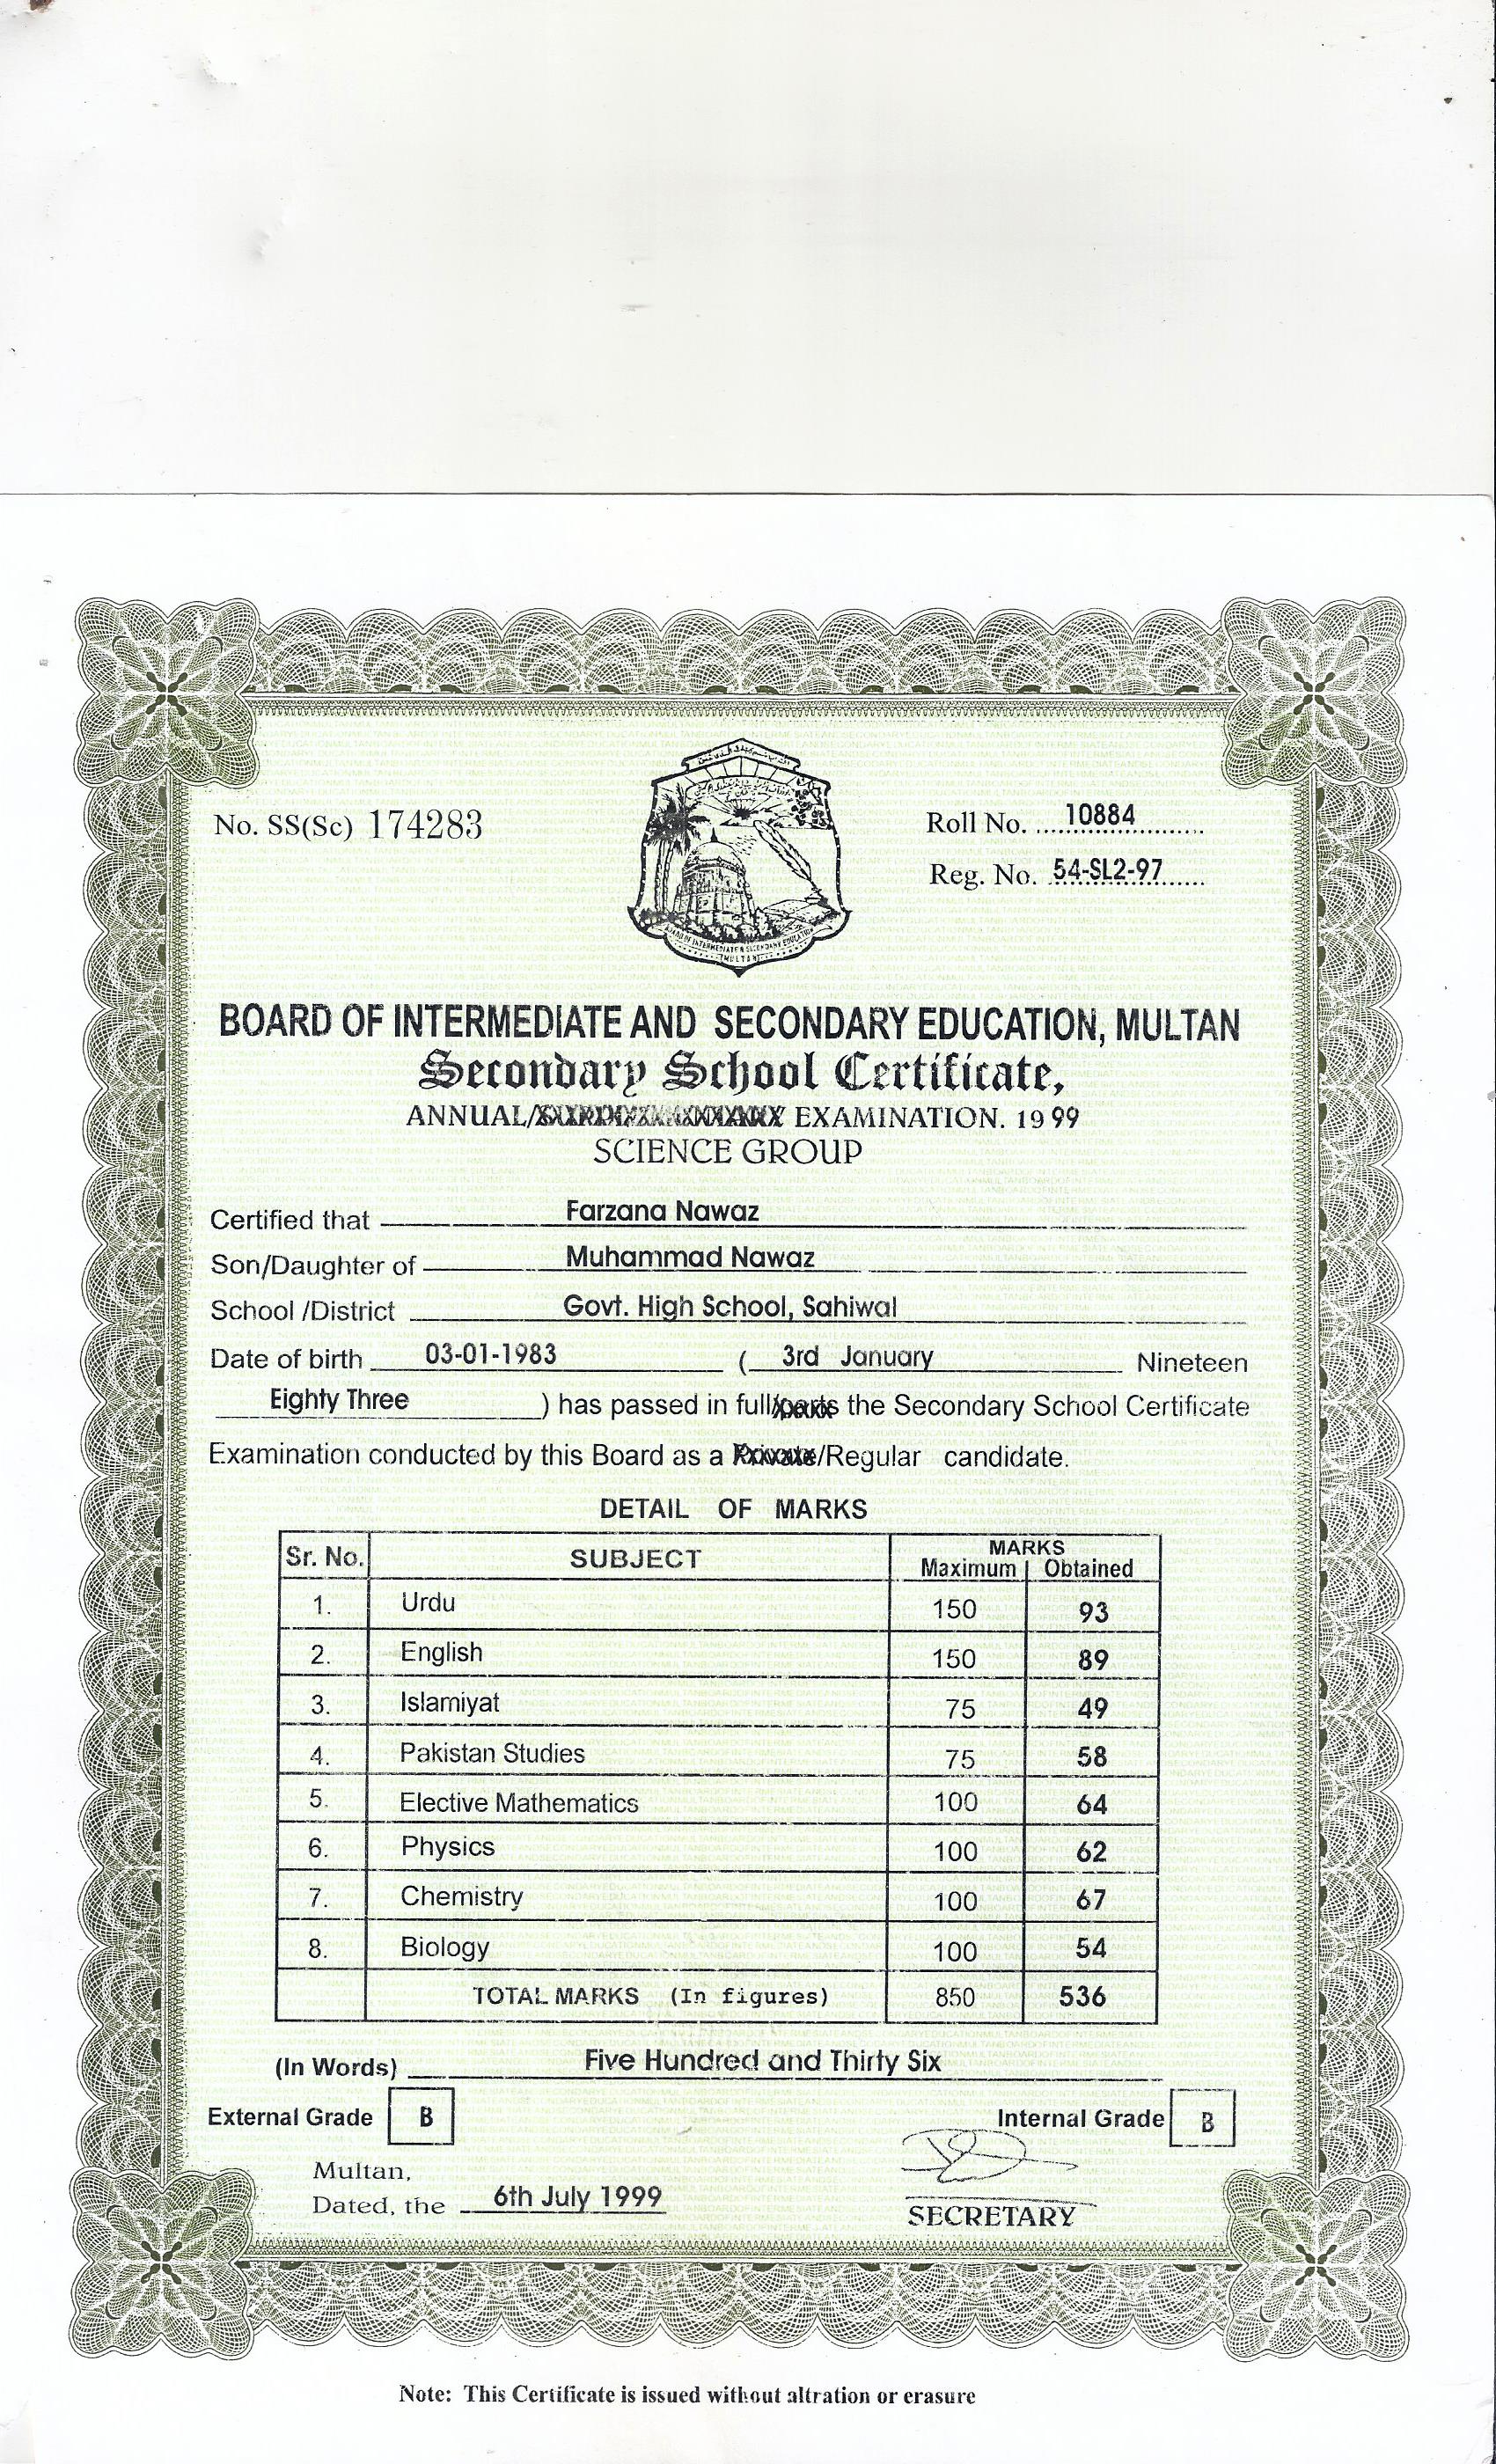 No. SS(Sc) 174283
Roll No. 10884
Reg. No. 54-SL2-97
BOARD OF INTERMEDIATE & SECONDARY EDUCATION
MULTAN
BOARD OF INTERMEDIATE AND SECONDARY EDUCATION, MULTAN
Secondary School Certificate,
ANNUAL/ EXAMINATION. 1999
SCIENCE GROUP
Certified that Farzana Nawaz
Son/Daughter of Muhammad Nawaz
School /District Govt. High School, Sahiwal
Date of birth 03-01-1983 ( 3rd January Nineteen
Eighty Three ) has passed in full/parts the Secondary School Certificate
Examination conducted by this Board as a Private/Regular candidate.
DETAIL OF MARKS
Sr. No. SUBJECT MARKS
Maximum Obtained
1. Urdu 150 93
2. English 150 89
3. Islamiyat 75 49
4. Pakistan Studies 75 58
5. Elective Mathematics 100 64
6. Physics 100 62
7. Chemistry 100 67
8. Biology 100 54
TOTAL MARKS (In figures) 850 536
(In Words) Five Hundred and Thirty Six
External Grade B Internal Grade B
Multan,
Dated, the 6th July 1999
SECRETARY
Note: This Certificate is issued without altration or erasure